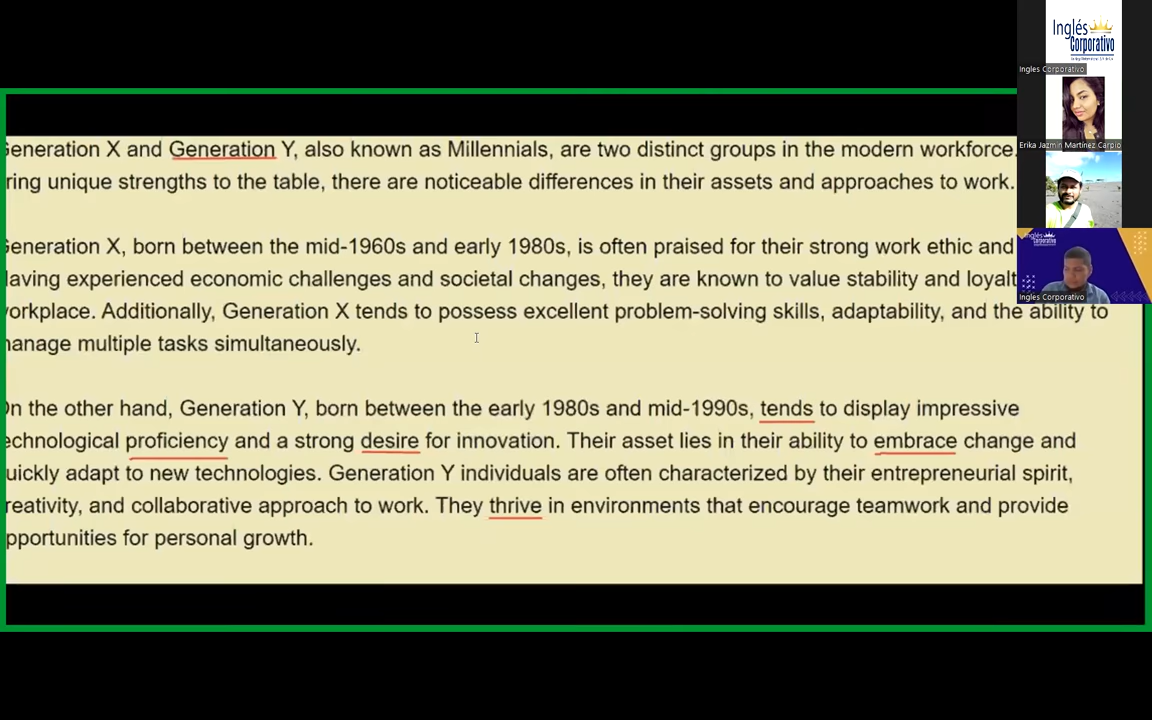 Generation X and Generation Y, also known as Millennials, are two distinct groups in the modern workforce.
ring unique strengths to the table, there are noticeable differences in their assets and approaches to work.
Generation X, born between the mid-1960s and early 1980s, is often praised for their strong work ethic and
aving experienced economic challenges and societal changes, they are known to value stability and loyalt
orkplace. Additionally, Generation X tends to possess excellent problem-solving skills, adaptability, and the ability to
anage multiple tasks simultaneously.
On the other hand, Generation Y, born between the early 1980s and mid-1990s, tends to display impressive
echnological proficiency and a strong desire for innovation. Their asset lies in their ability to embrace change and
uickly adapt to new technologies. Generation Y individuals are often characterized by their entrepreneurial spirit,
reativity, and collaborative approach to work. They thrive in environments that encourage teamwork and provide
pportunities for personal growth.
Inglés
Corporativo
Ingles Corporativo
Erika Jazmin Martinez Carpio
Inglés
Corporativo
Ingles Corporativo